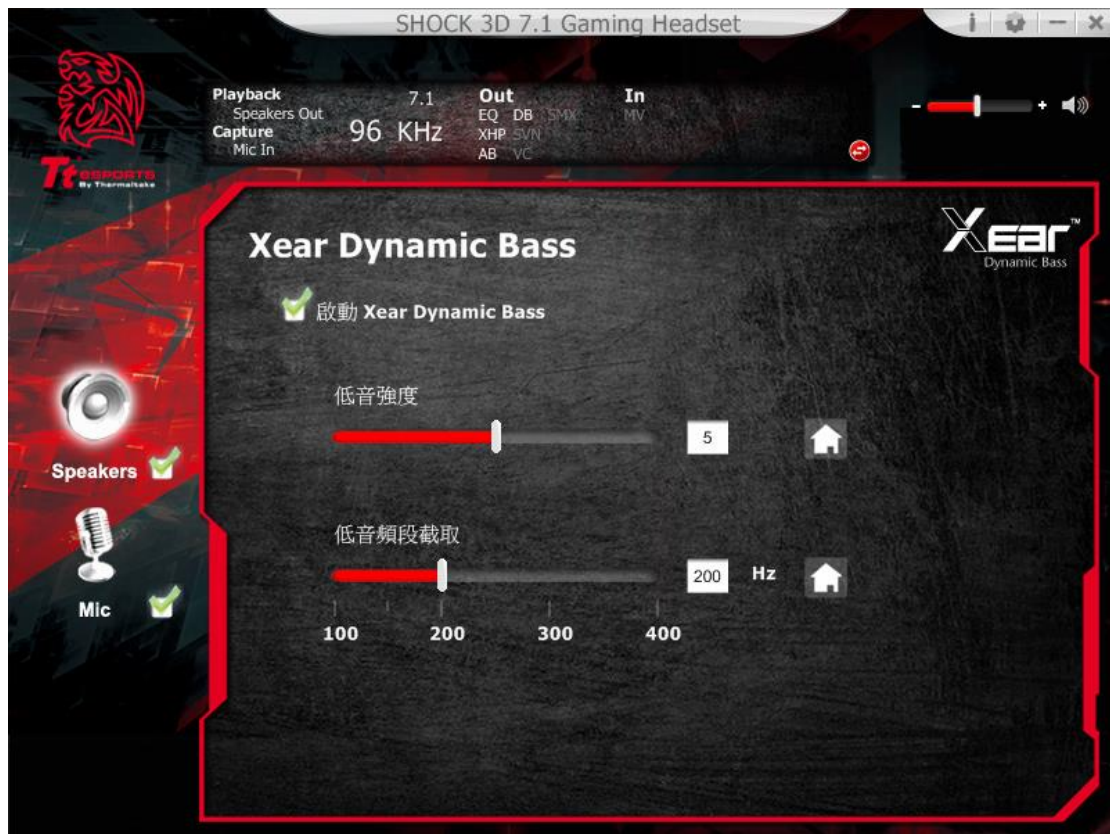 SHOCK 3D 7.1 Gaming Headset
Playback 7.1 Out In
Speakers Out EQ DB SMX MV
Capture 96 KHz XHP SVN
Mic In AB VC
Tt eSPORTS
By Thermaltake
Xear Dynamic Bass
Xear™
Dynamic Bass
啟動 Xear Dynamic Bass
低音強度
5
Speakers
低音頻段截取
200 Hz
Mic
100 200 300 400